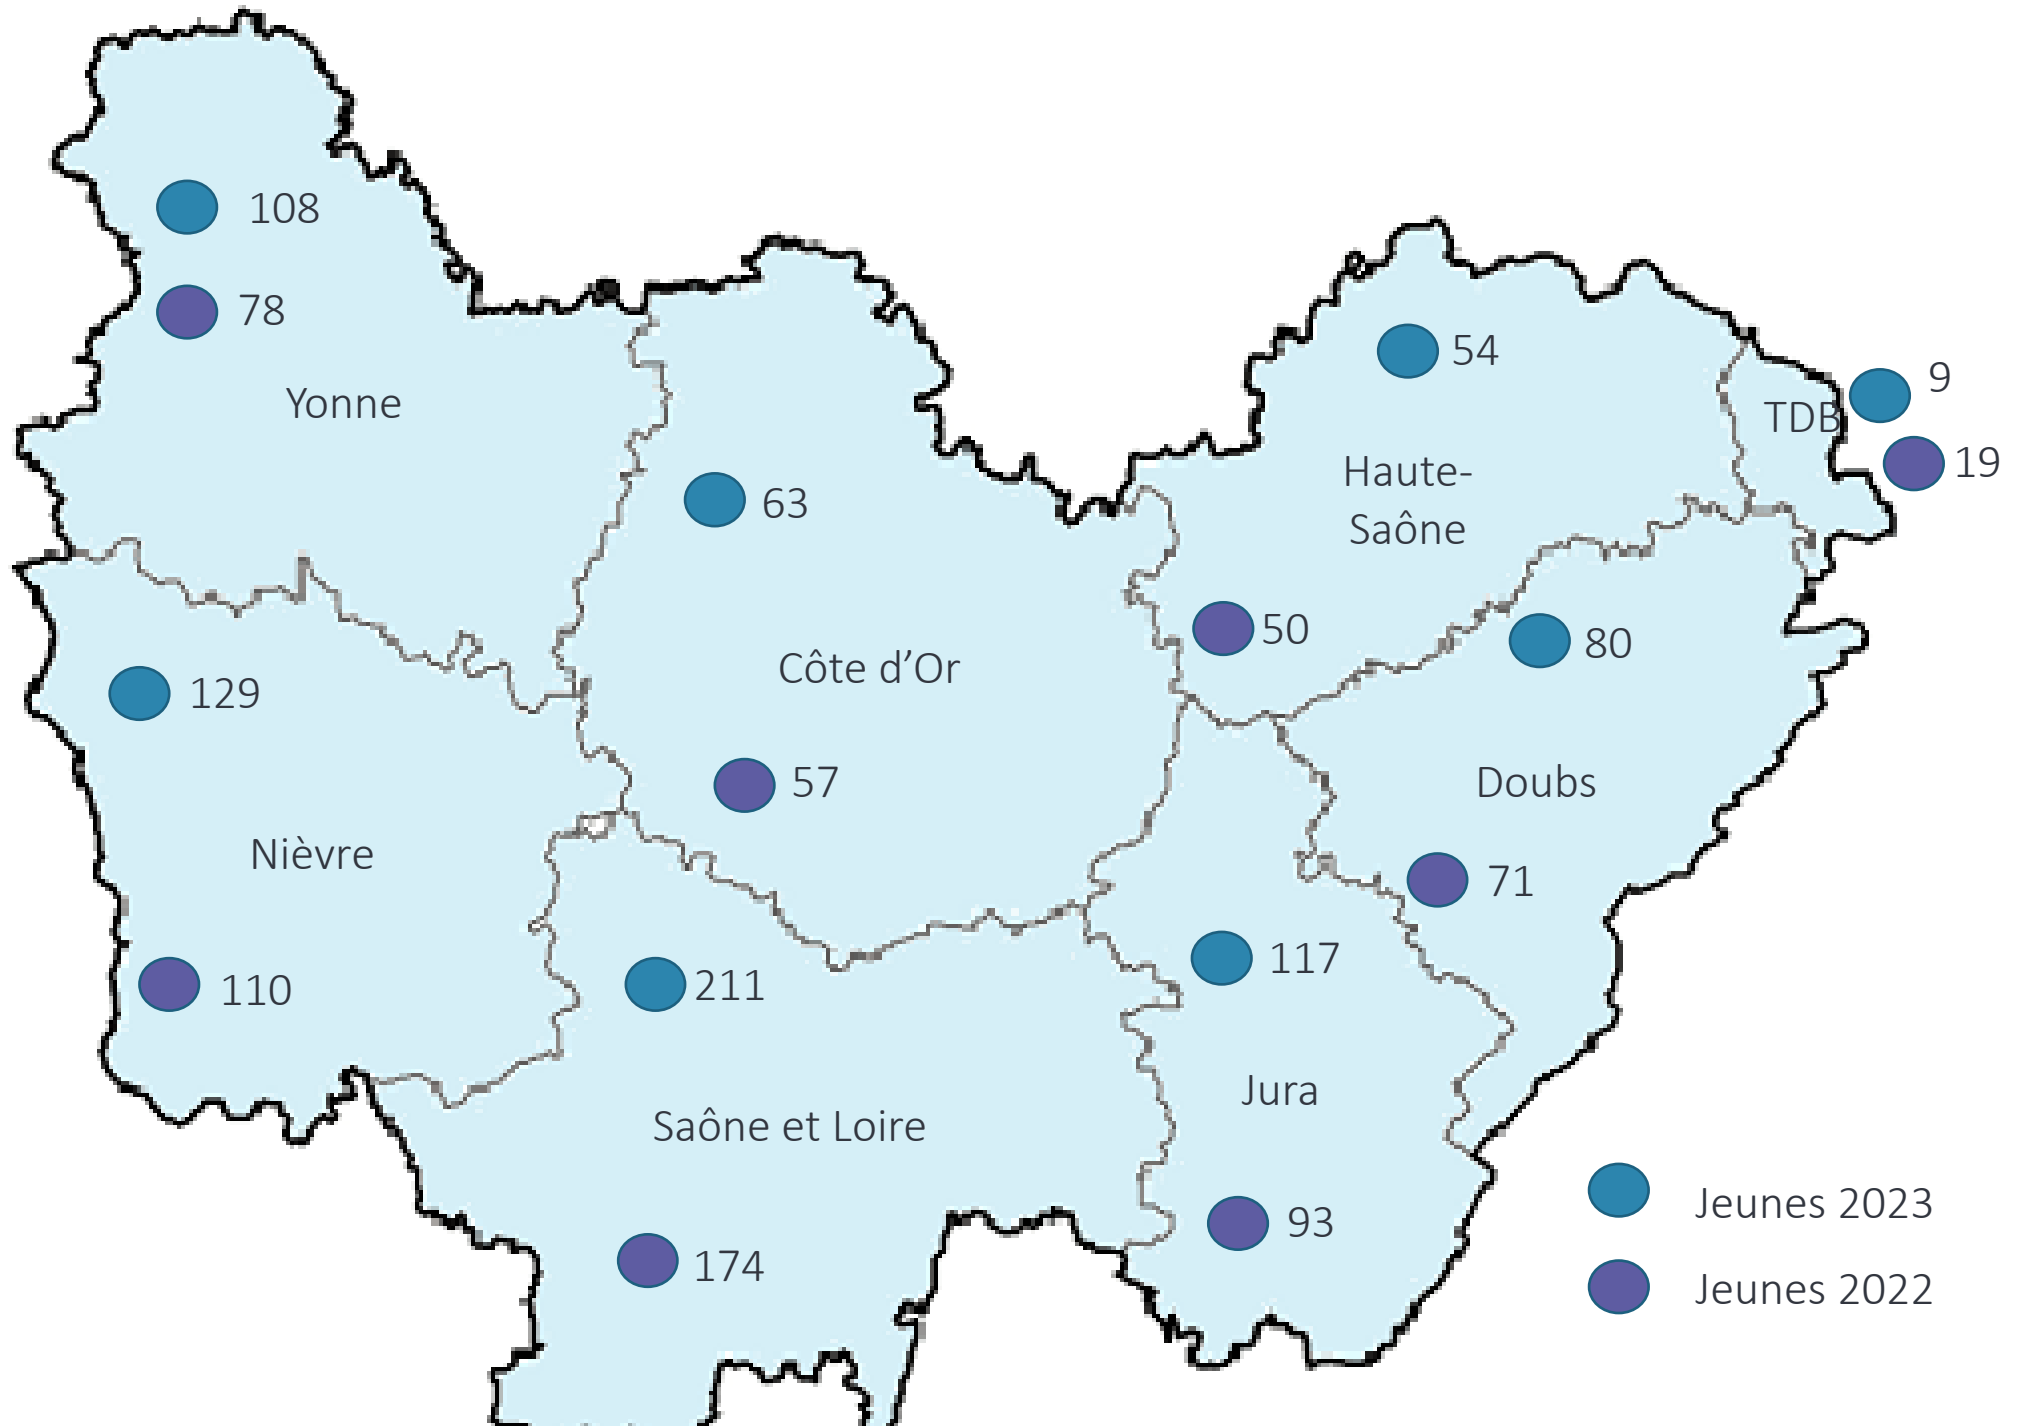 108
78
Yonne
54
9
TDB
19
63
Haute-
Saône
50
80
129
Côte d’Or
57
Doubs
Nièvre
71
110
211
117
Jura
Saône et Loire
174
93
Jeunes 2023
Jeunes 2022